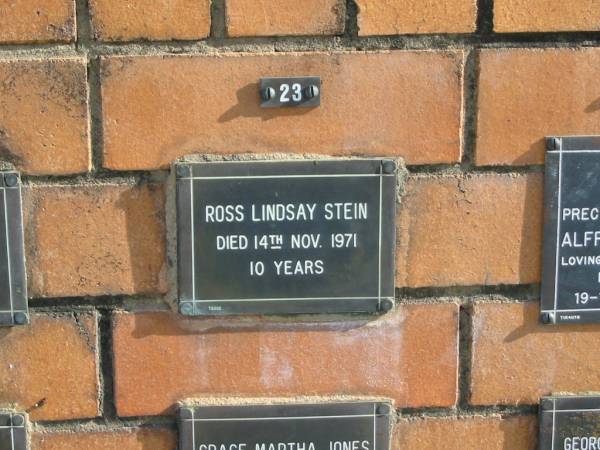 23
ROSS LINDSAY STEIN
DIED 14TH NOV. 1971
10 YEARS
PREC
ALFR
LOVING
19-
GRACE MARTHA JONES
GEORG